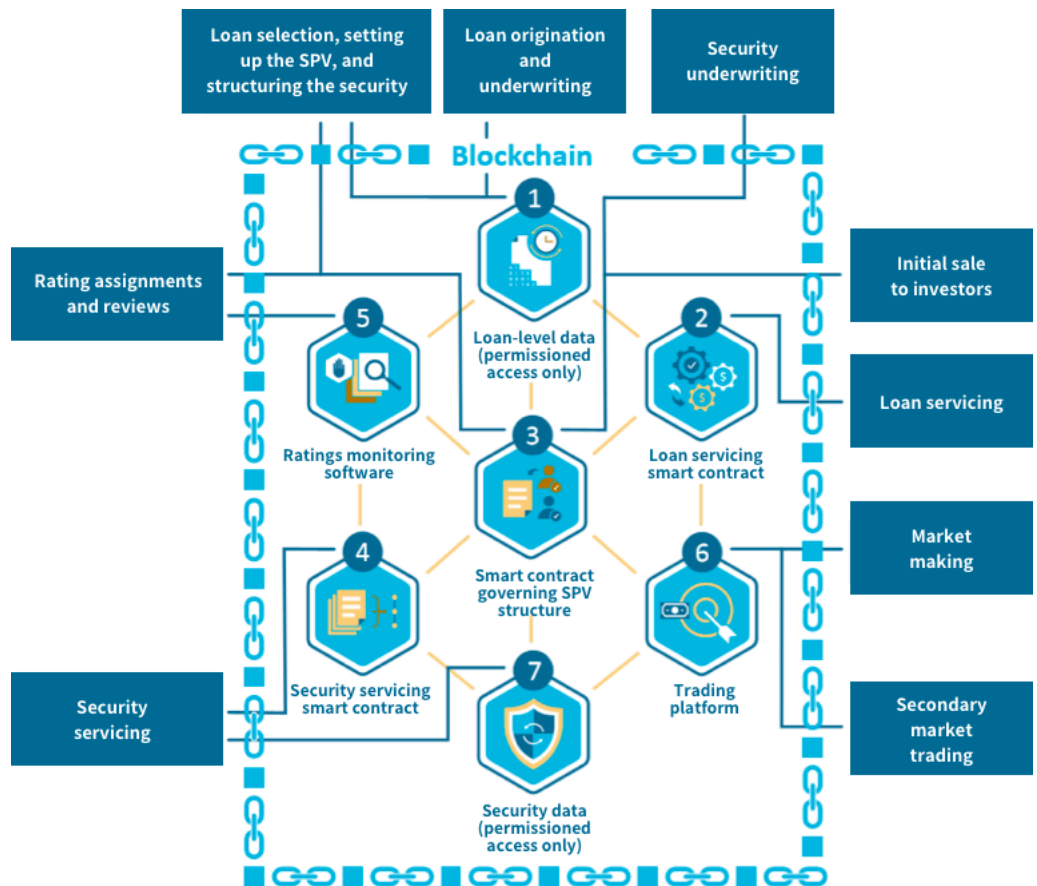 Loan selection, setting
up the SPV, and
structuring the security
Loan origination
and
underwriting
Security
underwriting
Blockchain
1
Loan-level data
(permissioned
access only)
Rating assignments
and reviews
Initial sale
to investors
5
Ratings monitoring
software
2
Loan servicing
smart contract
Loan servicing
3
Smart contract
governing SPV
structure
4
Security servicing
smart contract
6
Trading
platform
Market
making
7
Security data
(permissioned
access only)
Security
servicing
Secondary
market
trading
$
$